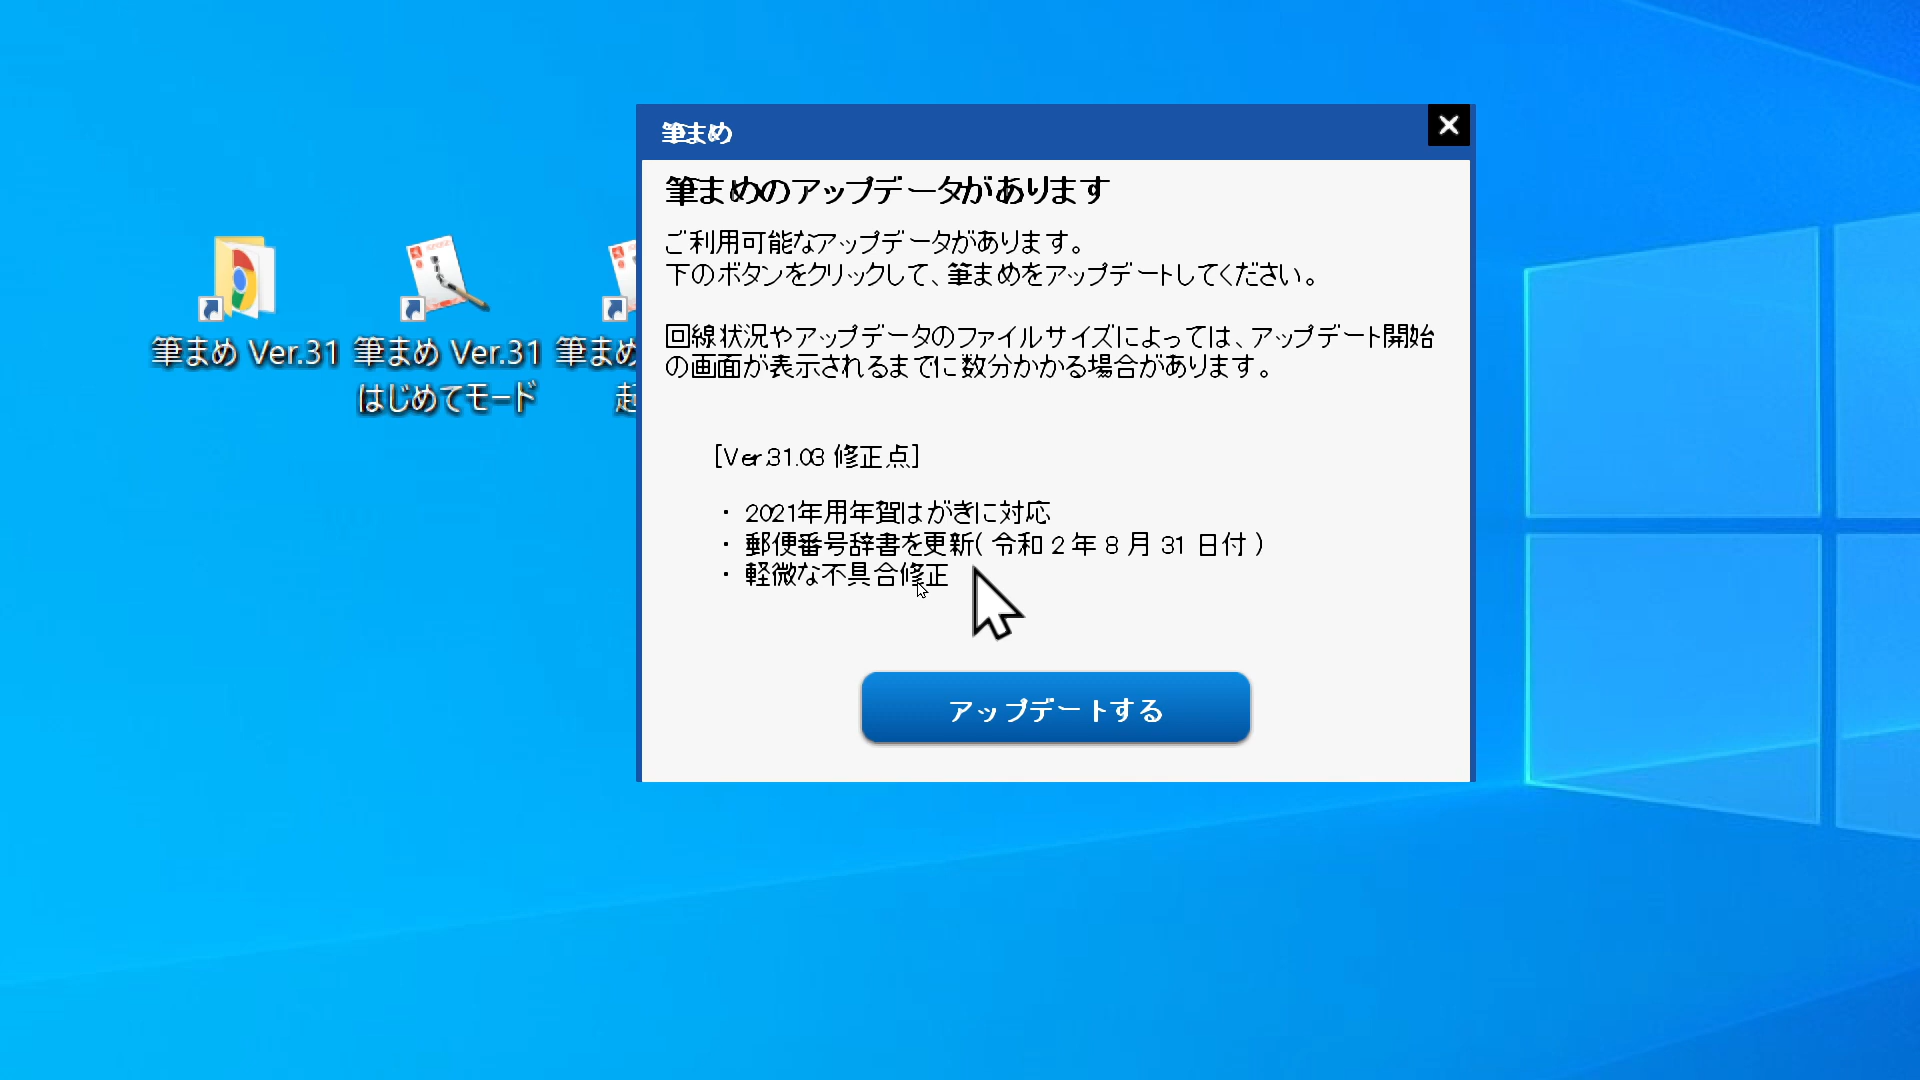 筆まめ
筆まめのアップデータがあります
ご利用可能なアップデータがあります。
下のボタンをクリックして、筆まめをアップデートしてください。
回線状況やアップデータのファイルサイズによっては、アップデート開始
の画面が表示されるまでに数分かかる場合があります。
[Ver.31.03 修正点]
・ 2021年用年賀はがきに対応
・ 郵便番号辞書を更新( 令和 2 年 8 月 31 日付 )
・ 軽微な不具合修正
アップデートする
筆まめ Ver.31
筆まめ Ver.31
はじめてモード
筆まめ
起